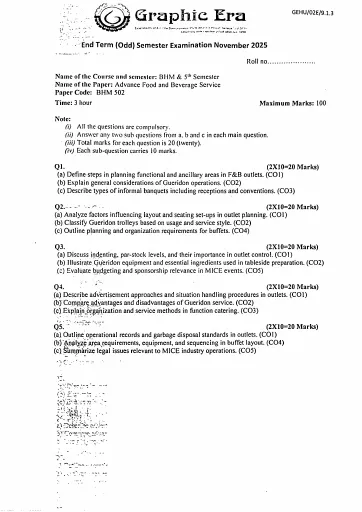 GEHU/02E/9.1.3
Graphic Era
End Term (Odd) Semester Examination November 2025
Roll no.....................
Name of the Course and semester: BHM & 5th Semester
Name of the Paper: Advance Food and Beverage Service
Paper Code: BHM 502
Time: 3 hour Maximum Marks: 100
Note:
(i) All the questions are compulsory.
(ii) Answer any two sub questions from a, b and c in each main question.
(iii) Total marks for each question is 20 (twenty).
(iv) Each sub-question carries 10 marks.
Q1. (2X10=20 Marks)
(a) Define steps in planning functional and ancillary areas in F&B outlets. (CO1)
(b) Explain general considerations of Gueridon operations. (CO2)
(c) Describe types of informal banquets including receptions and conventions. (CO3)
Q2. (2X10=20 Marks)
(a) Analyze factors influencing layout and seating set-ups in outlet planning. (CO1)
(b) Classify Gueridon trolleys based on usage and service style. (CO2)
(c) Outline planning and organization requirements for buffets. (CO4)
Q3. (2X10=20 Marks)
(a) Discuss indenting, par-stock levels, and their importance in outlet control. (CO1)
(b) Illustrate Gueridon equipment and essential ingredients used in tableside preparation. (CO2)
(c) Evaluate budgeting and sponsorship relevance in MICE events. (CO5)
Q4. (2X10=20 Marks)
(a) Describe advertisement approaches and situation handling procedures in outlets. (CO1)
(b) Compare advantages and disadvantages of Gueridon service. (CO2)
(c) Explain organization and service methods in function catering. (CO3)
Q5. (2X10=20 Marks)
(a) Outline operational records and garbage disposal standards in outlets. (CO1)
(b) Analyze area requirements, equipment, and sequencing in buffet layout. (CO4)
(c) Summarize legal issues relevant to MICE industry operations. (CO5)